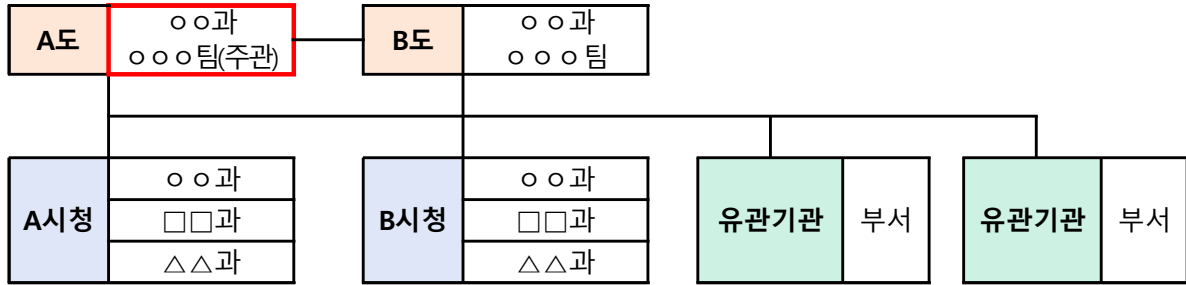 A도
ㅇㅇ과
ㅇㅇㅇ팀(주관)
B도
ㅇㅇ과
ㅇㅇㅇ팀
A시청
ㅇㅇ과
□□과
△△과
B시청
ㅇㅇ과
□□과
△△과
유관기관
부서
유관기관
부서